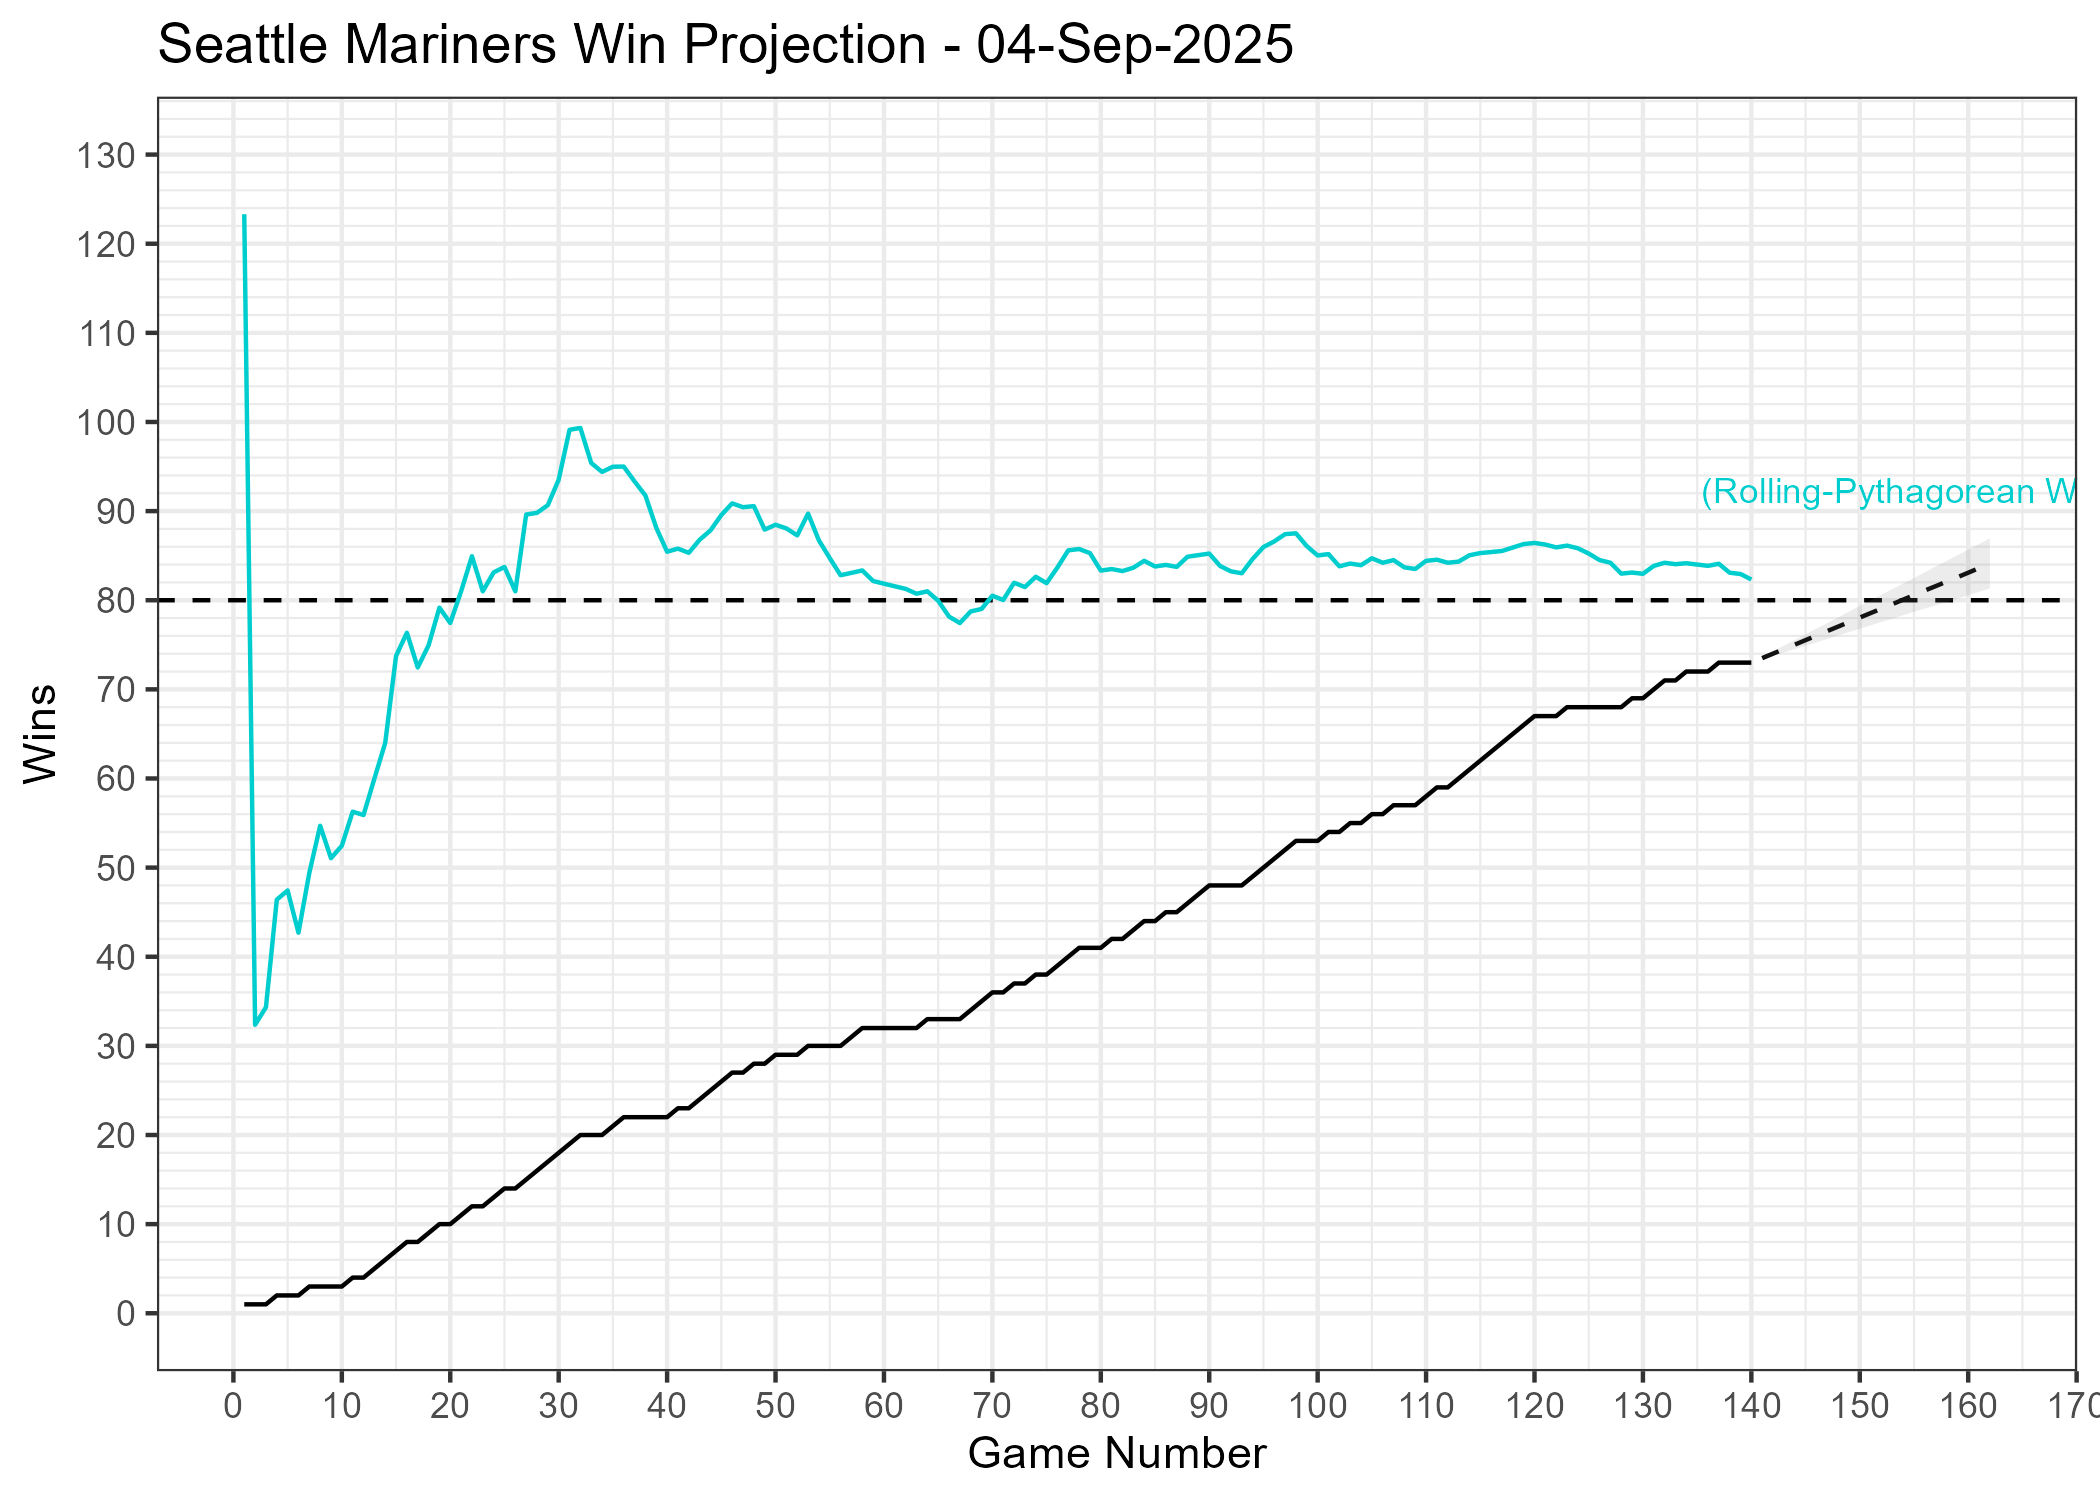 Seattle Mariners Win Projection - 04-Sep-2025
130
120
110
100
90
80
70
60
50
40
30
20
10
0
Wins
(Rolling-Pythagorean W
0 10 20 30 40 50 60 70 80 90 100 110 120 130 140 150 160 170
Game Number